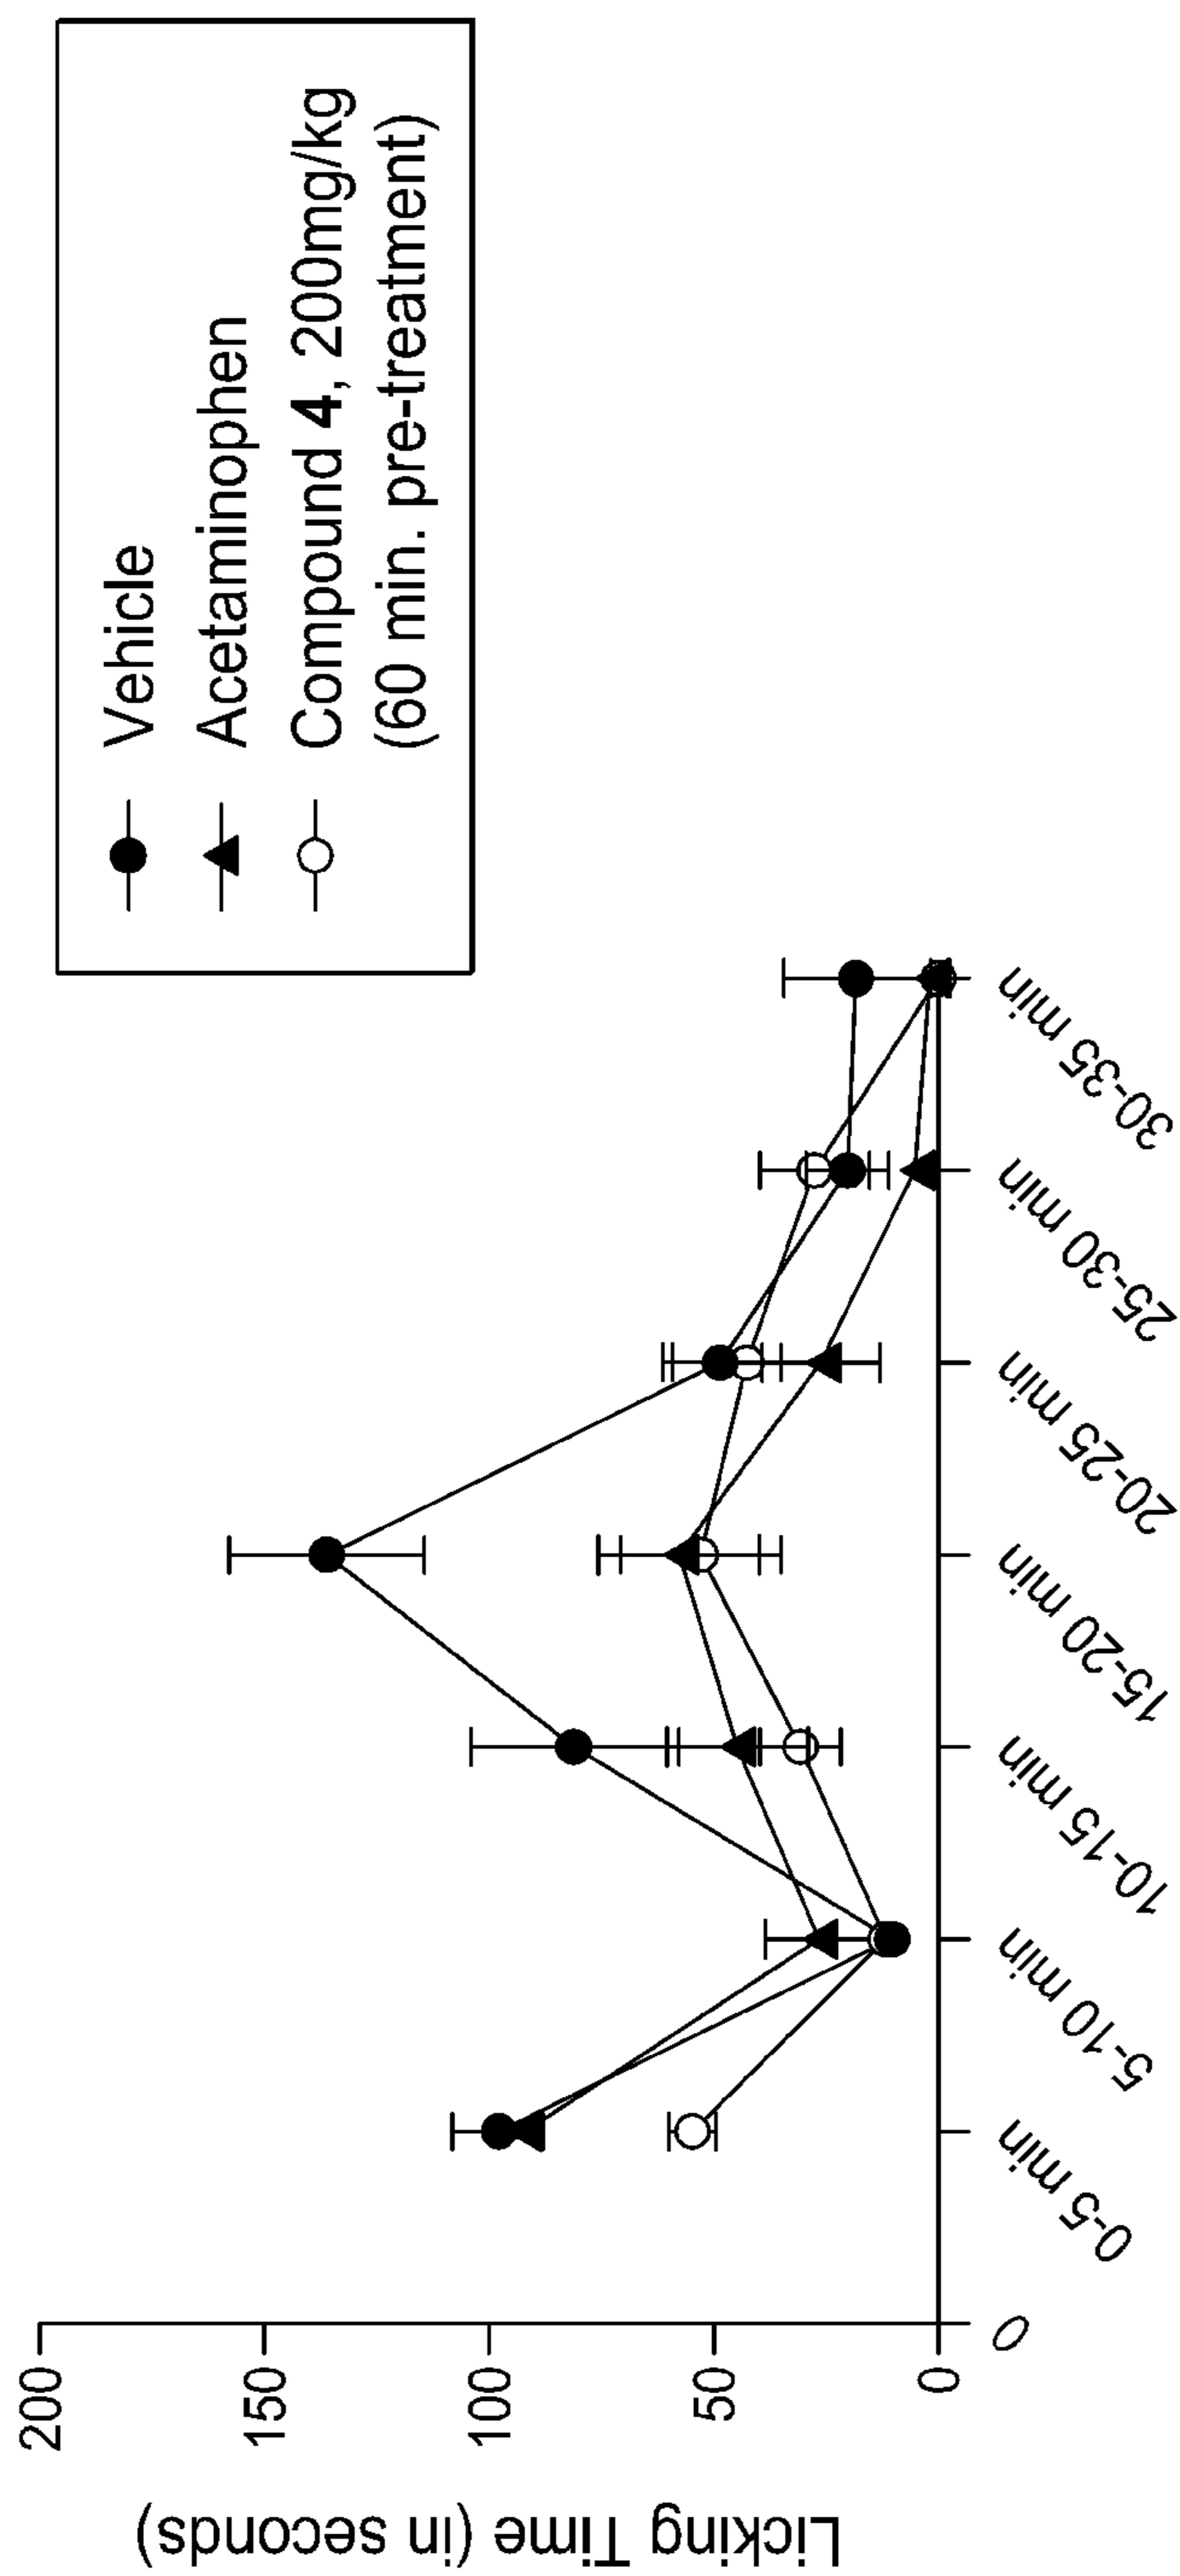 Vehicle
Acetaminophen
Compound 4, 200mg/kg
(60 min. pre-treatment)
Licking Time (in seconds)
200
150
100
50
0
0
0-5 min
5-10 min
10-15 min
15-20 min
20-25 min
25-30 min
30-35 min